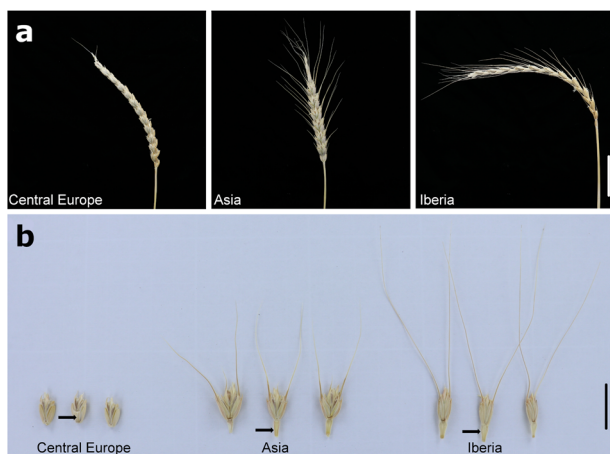 a
Central Europe
Asia
Iberia
b
Central Europe
Asia
Iberia